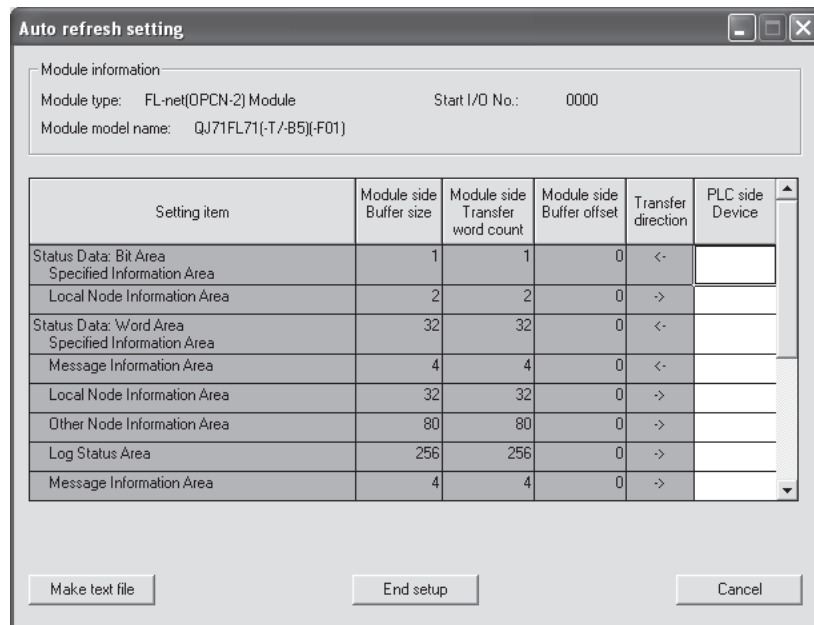 Auto refresh setting
Module information
Module type: FL-net(OPCN-2) Module Start I/O No.: 0000
Module model name: QJ71FL71(-T/-B5)(-F01)
Setting item Module side Buffer size Module side Transfer word count Module side Buffer offset Transfer direction PLC side Device
Status Data: Bit Area
Specified Information Area 1 1 0 <-
Local Node Information Area 2 2 0 ->
Status Data: Word Area
Specified Information Area 32 32 0 <-
Message Information Area 4 4 0 <-
Local Node Information Area 32 32 0 ->
Other Node Information Area 80 80 0 ->
Log Status Area 256 256 0 ->
Message Information Area 4 4 0 ->
Make text file End setup Cancel